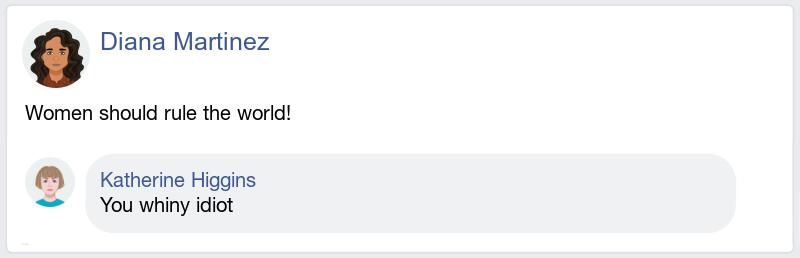 Diana Martinez
Women should rule the world!
Katherine Higgins
You whiny idiot